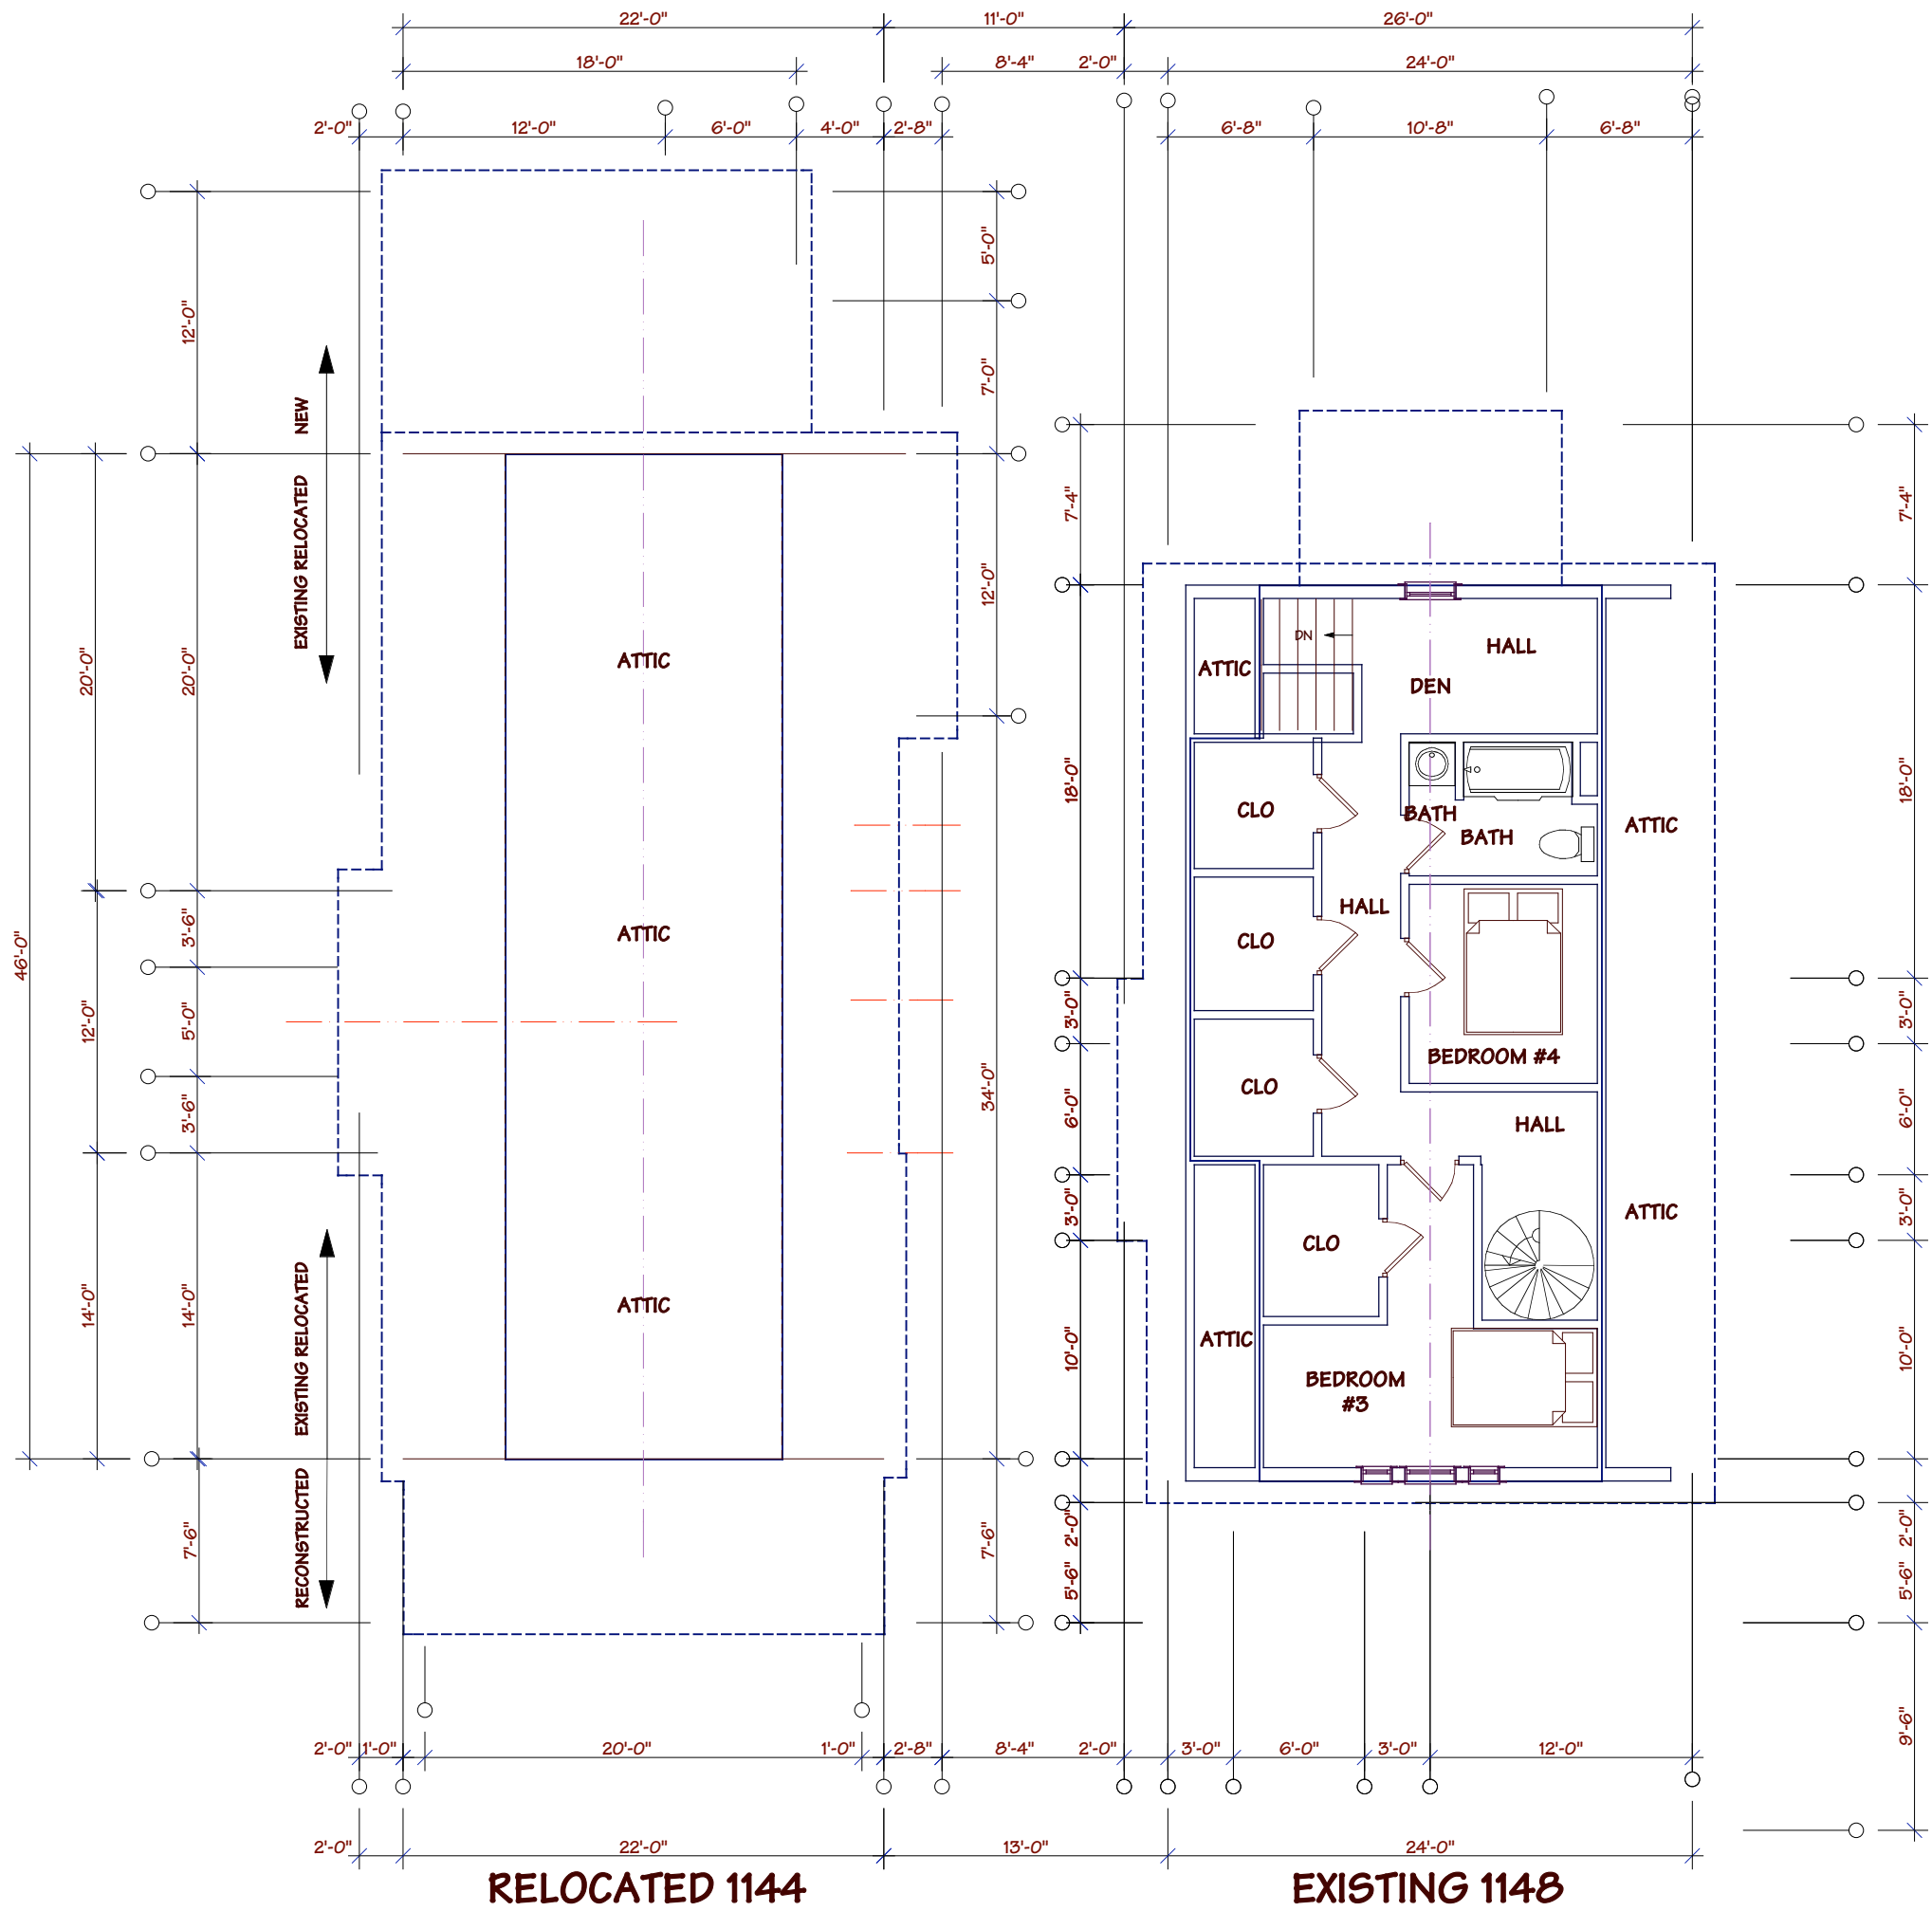 22'-0" 11'-0" 26'-0"
18'-0" 8'-4" 2'-0" 24'-0"
2'-0" 12'-0" 6'-0" 4'-0" 2'-8" 6'-8" 10'-8" 6'-8"
12'-0"
20'-0"
3'-6"
5'-0"
3'-6"
14'-0"
7'-6"
46'-0"
20'-0"
12'-0"
14'-0"
NEW
EXISTING RELOCATED
EXISTING RELOCATED
RECONSTRUCTED
ATTIC
ATTIC
ATTIC
5'-0"
7'-0"
12'-0"
34'-0"
7'-6"
7'-4"
18'-0"
3'-0"
6'-0"
3'-0"
10'-0"
2'-0"
5'-6"
DN
HALL
ATTIC
DEN
CLO
BATH
BATH
ATTIC
HALL
CLO
BEDROOM #4
CLO
HALL
ATTIC
CLO
ATTIC
BEDROOM
#3
7'-4"
18'-0"
3'-0"
6'-0"
3'-0"
10'-0"
2'-0"
5'-6"
9'-6"
2'-0" 1'-0" 20'-0" 1'-0" 2'-8" 8'-4" 2'-0" 3'-0" 6'-0" 3'-0" 12'-0"
2'-0" 22'-0" 13'-0" 24'-0"
RELOCATED 1144
EXISTING 1148